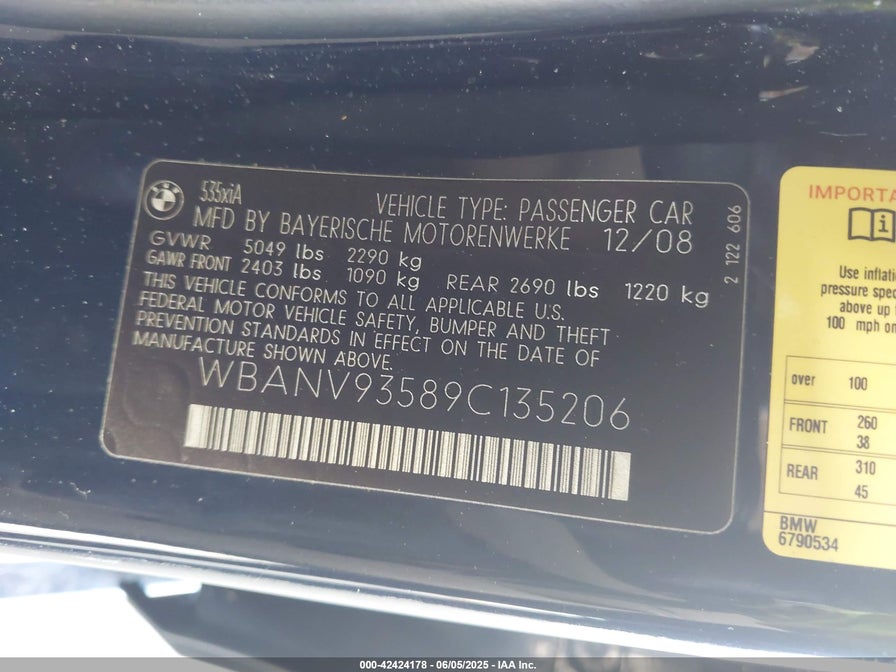 535xiA
VEHICLE TYPE: PASSENGER CAR
MFD BY BAYERISCHE MOTORENWERKE 12/08
GVWR 5049 lbs 2290 kg
GAWR FRONT 2403 lbs 1090 kg REAR 2690 lbs 1220 kg
THIS VEHICLE CONFORMS TO ALL APPLICABLE U.S.
FEDERAL MOTOR VEHICLE SAFETY, BUMPER AND THEFT
PREVENTION STANDARDS IN EFFECT ON THE DATE OF
MANUFACTURE SHOWN ABOVE.
WBANV93589C135206
2 122 606
IMPORTA
Use inflatio
pressure spec
above up t
100 mph or
over 100
FRONT 260
38
REAR 310
45
BMW
6790534
000-42424178 - 06/05/2025 - IAA Inc.